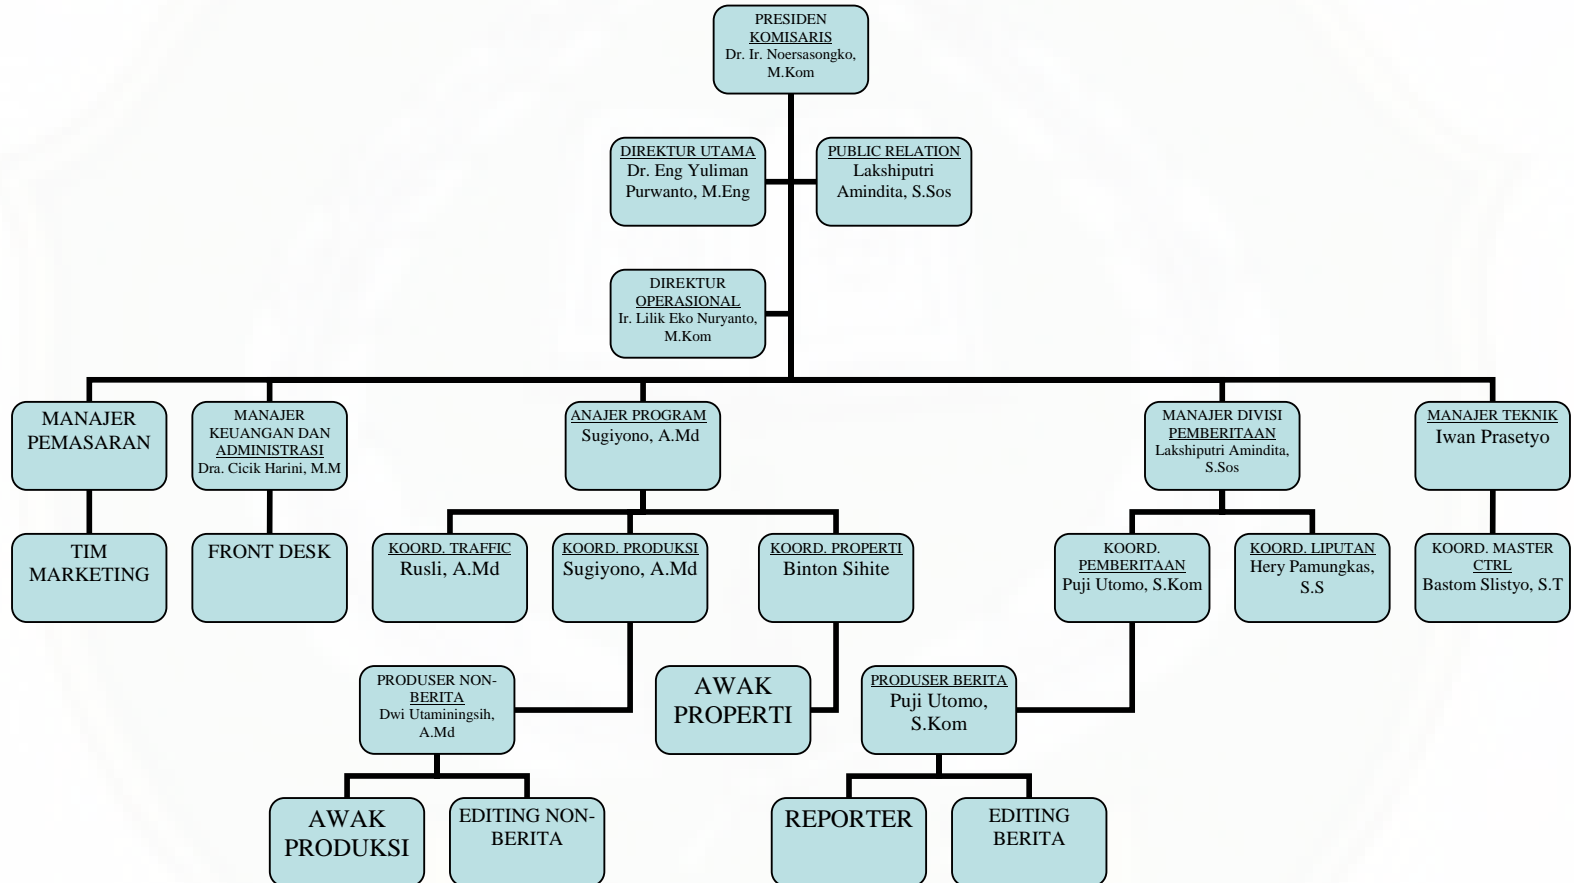 PRESIDEN
KOMISARIS
Dr. Ir. Noersasongko,
M.Kom
DIREKTUR UTAMA
Dr. Eng Yuliman
Purwanto, M.Eng
PUBLIC RELATION
Lakshiputri
Amindita, S.Sos
DIREKTUR
OPERASIONAL
Ir. Lilik Eko Nuryanto,
M.Kom
MANAJER
PEMASARAN
MANAJER
KEUANGAN DAN
ADMINISTRASI
Dra. Cicik Harini, M.M
ANAJER PROGRAM
Sugiyono, A.Md
MANAJER DIVISI
PEMBERITAAN
Lakshiputri Amindita,
S.Sos
MANAJER TEKNIK
Iwan Prasetyo
TIM
MARKETING
FRONT DESK
KOORD. TRAFFIC
Rusli, A.Md
KOORD. PRODUKSI
Sugiyono, A.Md
KOORD. PROPERTI
Binton Sihite
KOORD.
PEMBERITAAN
Puji Utomo, S.Kom
KOORD. LIPUTAN
Hery Pamungkas,
S.S
KOORD. MASTER
CTRL
Bastom Slistyo, S.T
PRODUSER NON-
BERITA
Dwi Utaminingsih,
A.Md
AWAK
PROPERTI
PRODUSER BERITA
Puji Utomo,
S.Kom
AWAK
PRODUKSI
EDITING NON-
BERITA
REPORTER
EDITING
BERITA